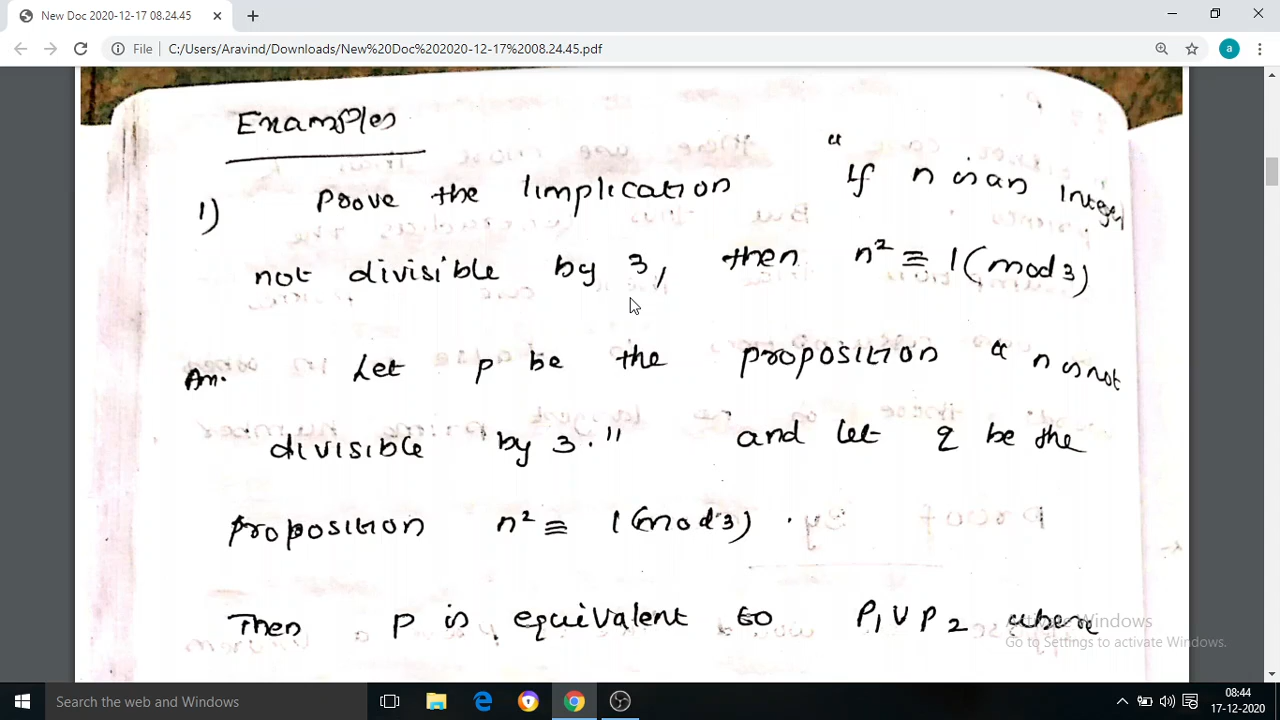 New Doc 2020-12-17 08.24.45
File C:/Users/Aravind/Downloads/New%20Doc%202020-12-17%2008.24.45.pdf
a
Examples
1) Prove the Implication "If n is an Integer
not divisible by 3, then n² ≡ 1(mod 3)
An. Let p be the proposition "n is not
divisible by 3." and let q be the
proposition n² ≡ 1(mod 3).
Then p is equivalent to P₁ ∨ P₂ where
Activate Windows
Go to Settings to activate Windows.
Search the web and Windows
08:44
17-12-2020